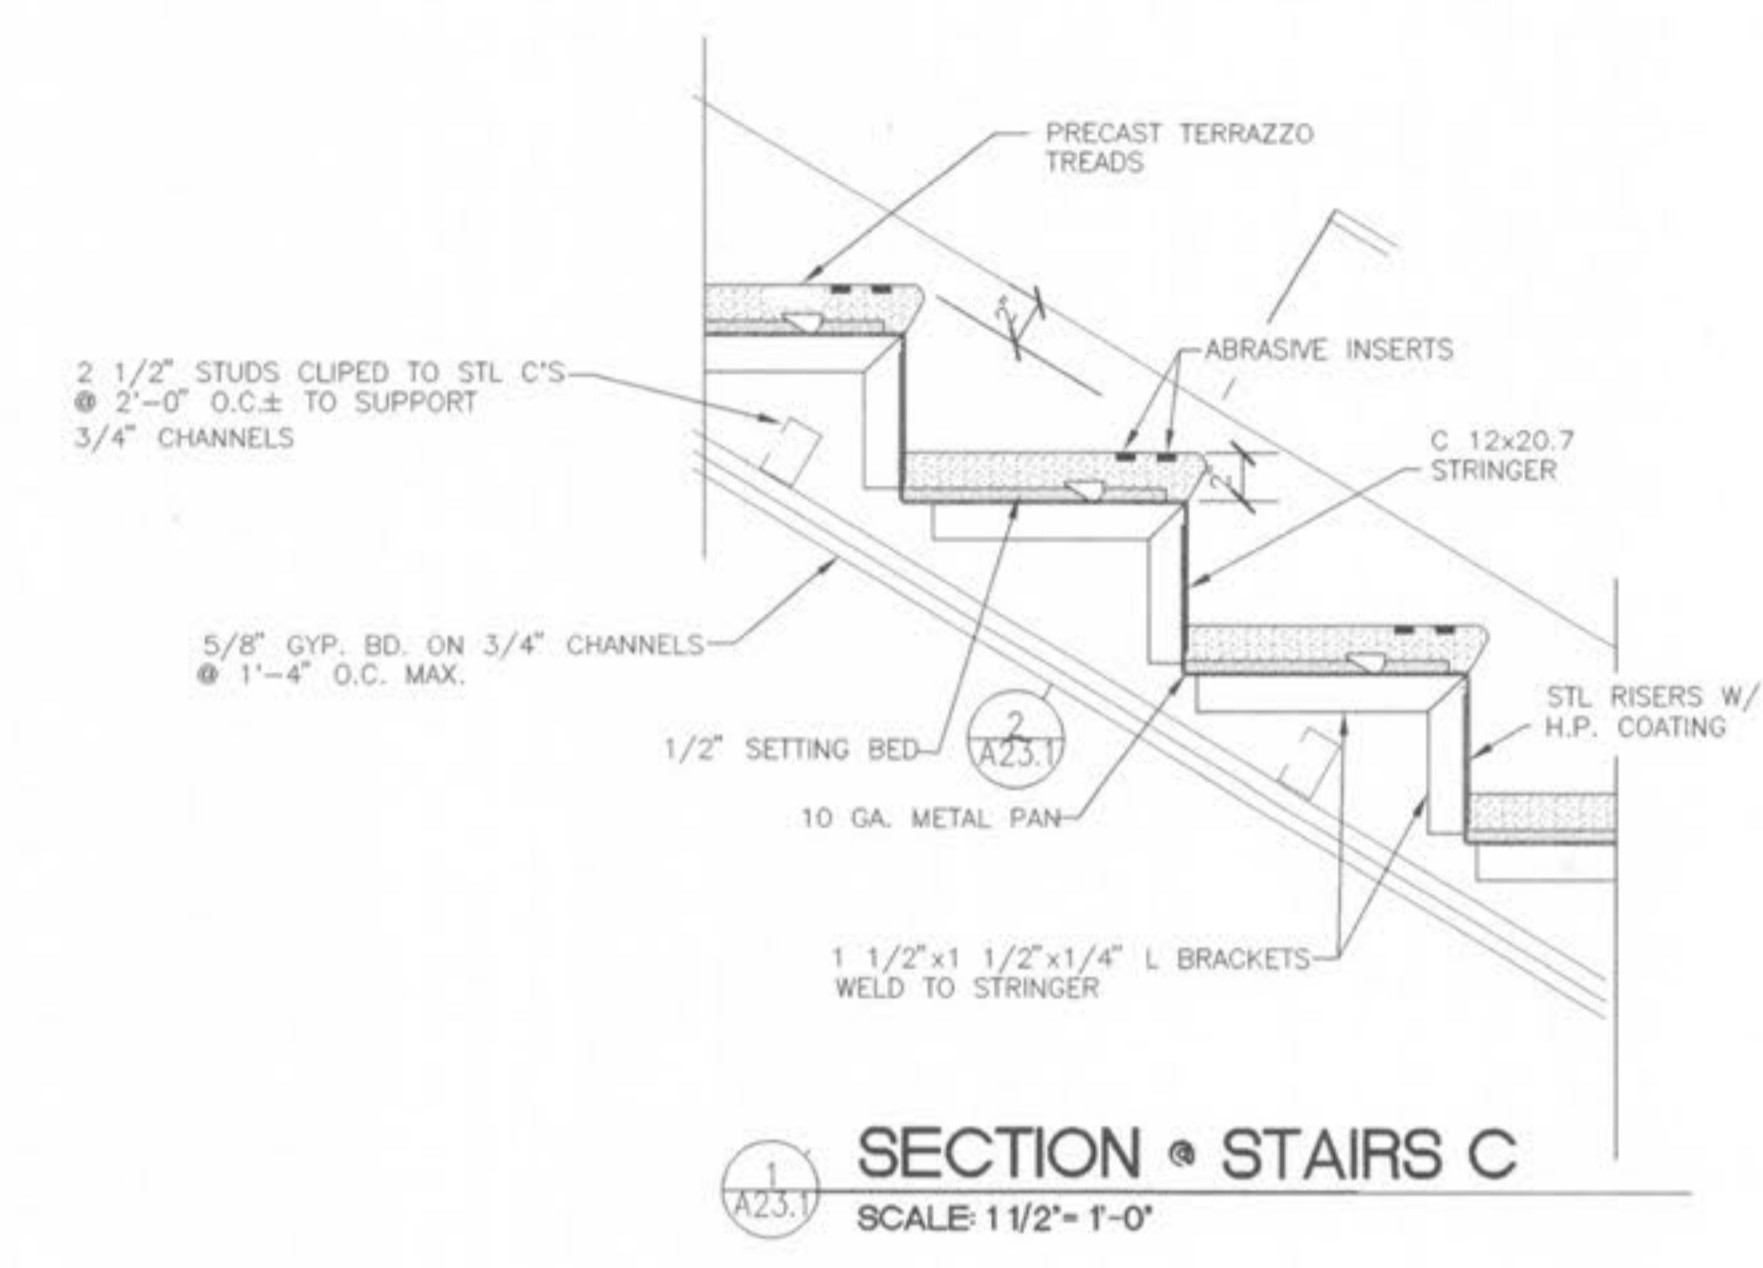 PRECAST TERRAZZO
TREADS
2"
ABRASIVE INSERTS
2 1/2" STUDS CLIPED TO STL C'S
@ 2'-0" O.C.± TO SUPPORT
3/4" CHANNELS
C 12x20.7
STRINGER
2"
5/8" GYP. BD. ON 3/4" CHANNELS
@ 1'-4" O.C. MAX.
STL RISERS W/
H.P. COATING
1/2" SETTING BED
2
A23.1
10 GA. METAL PAN
1 1/2"x1 1/2"x1/4" L BRACKETS
WELD TO STRINGER
1
A23.1
SECTION @ STAIRS C
SCALE: 1 1/2"= 1'-0"